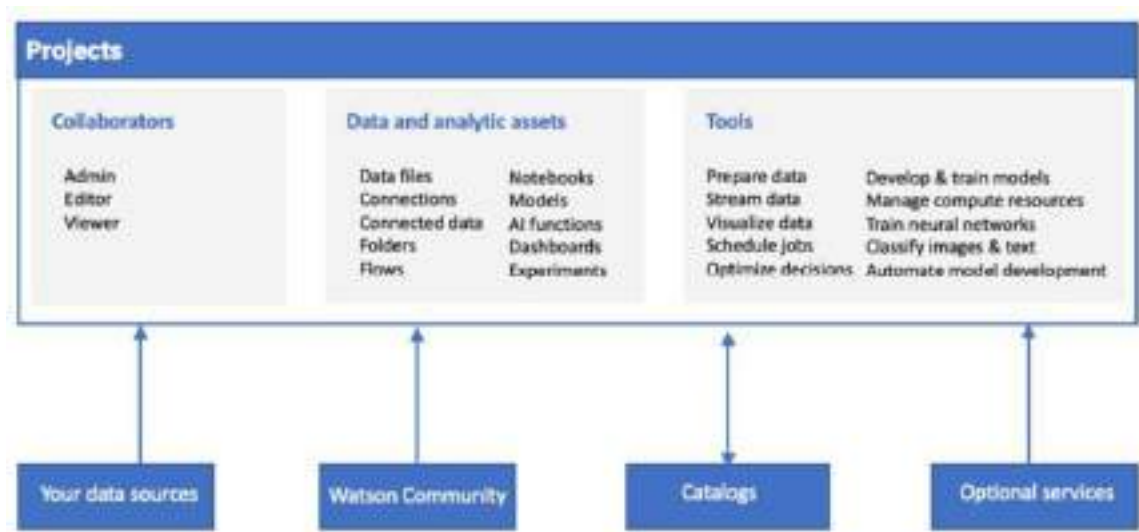 Projects
Collaborators
Admin
Editor
Viewer
Data and analytic assets
Data files
Connections
Connected data
Folders
Flows
Notebooks
Models
AI functions
Dashboards
Experiments
Tools
Prepare data
Stream data
Visualize data
Schedule jobs
Optimize decisions
Develop & train models
Manage compute resources
Train neural networks
Classify images & text
Automate model development
Your data sources
Watson Community
Catalogs
Optional services